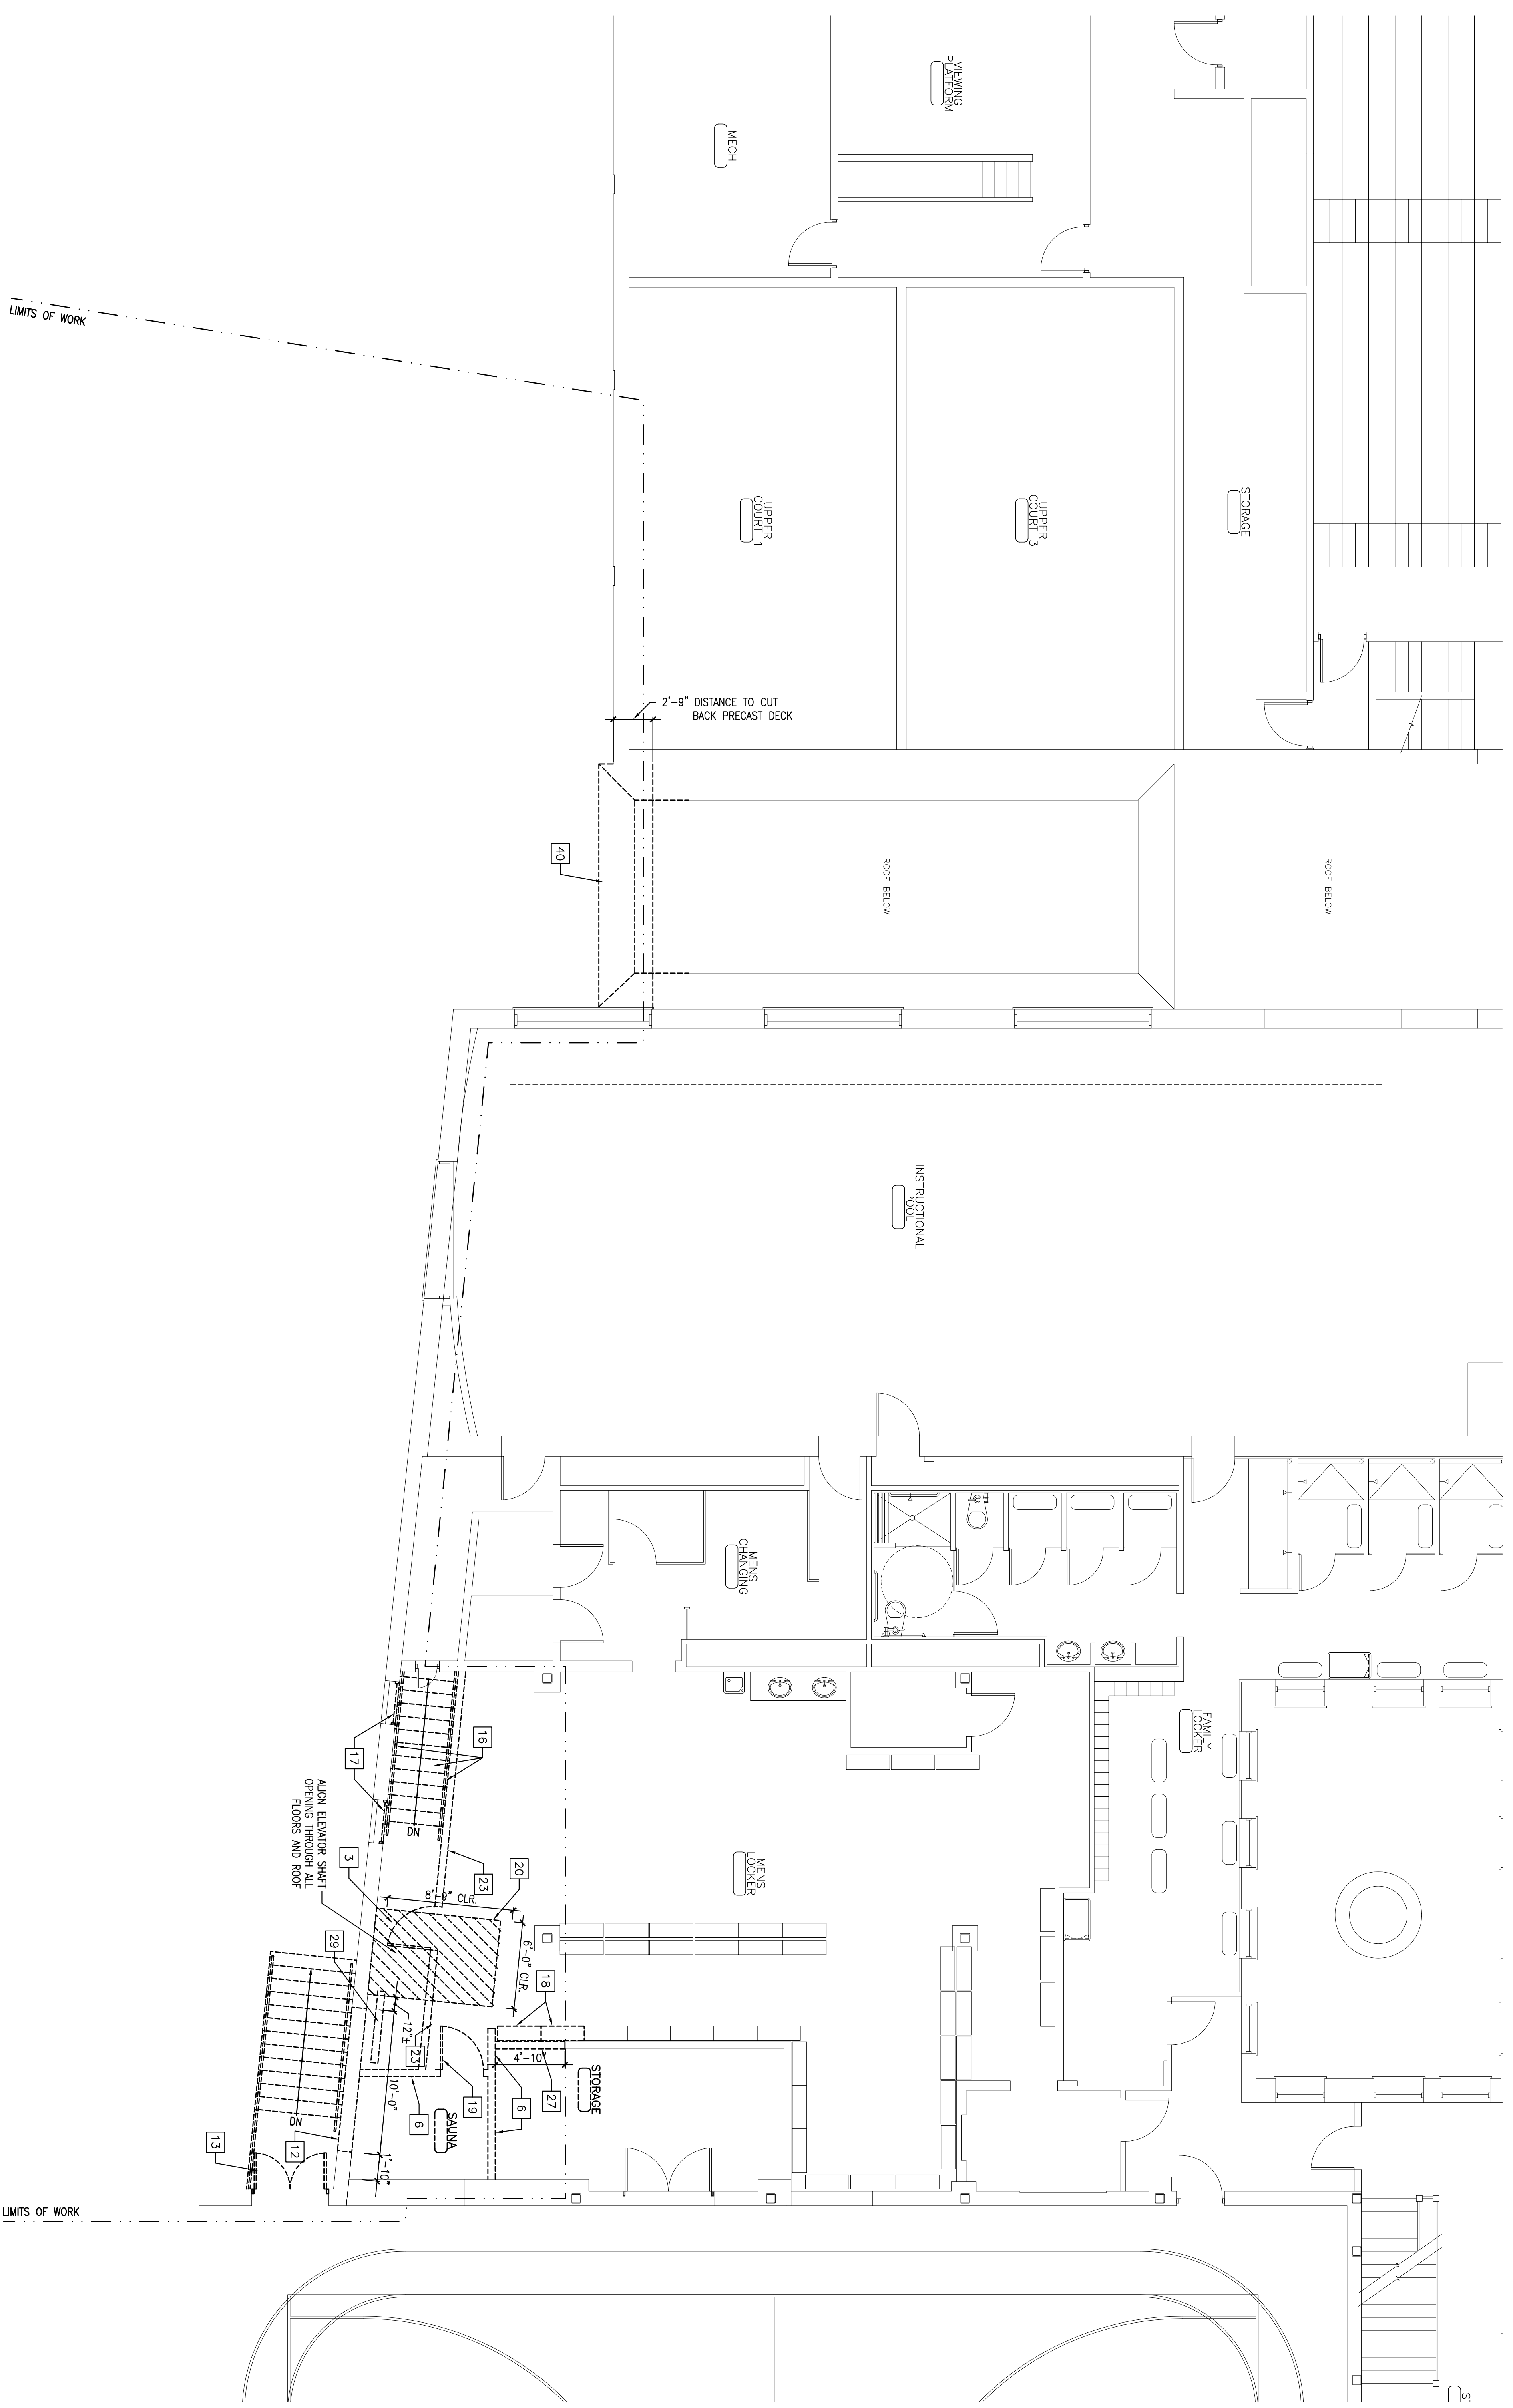 VIEWING
PLATFORM
MECH
LIMITS OF WORK
UPPER
COURT 1
UPPER
COURT 3
STORAGE
2'-9" DISTANCE TO CUT
BACK PRECAST DECK
40
ROOF BELOW
ROOF BELOW
INSTRUCTIONAL
POOL
MENS
CHANGING
FAMILY
LOCKER
MENS
LOCKER
16
17
DN
ALIGN ELEVATOR SHAFT
OPENING THROUGH ALL
FLOORS AND ROOF
3
23
20
8'-9" CLR.
6'-0" CLR.
29
18
12"±
23
4'-10"
STORAGE
27
6
19
10'-0"
6
SAUNA
DN
12
13
1'-10"
LIMITS OF WORK